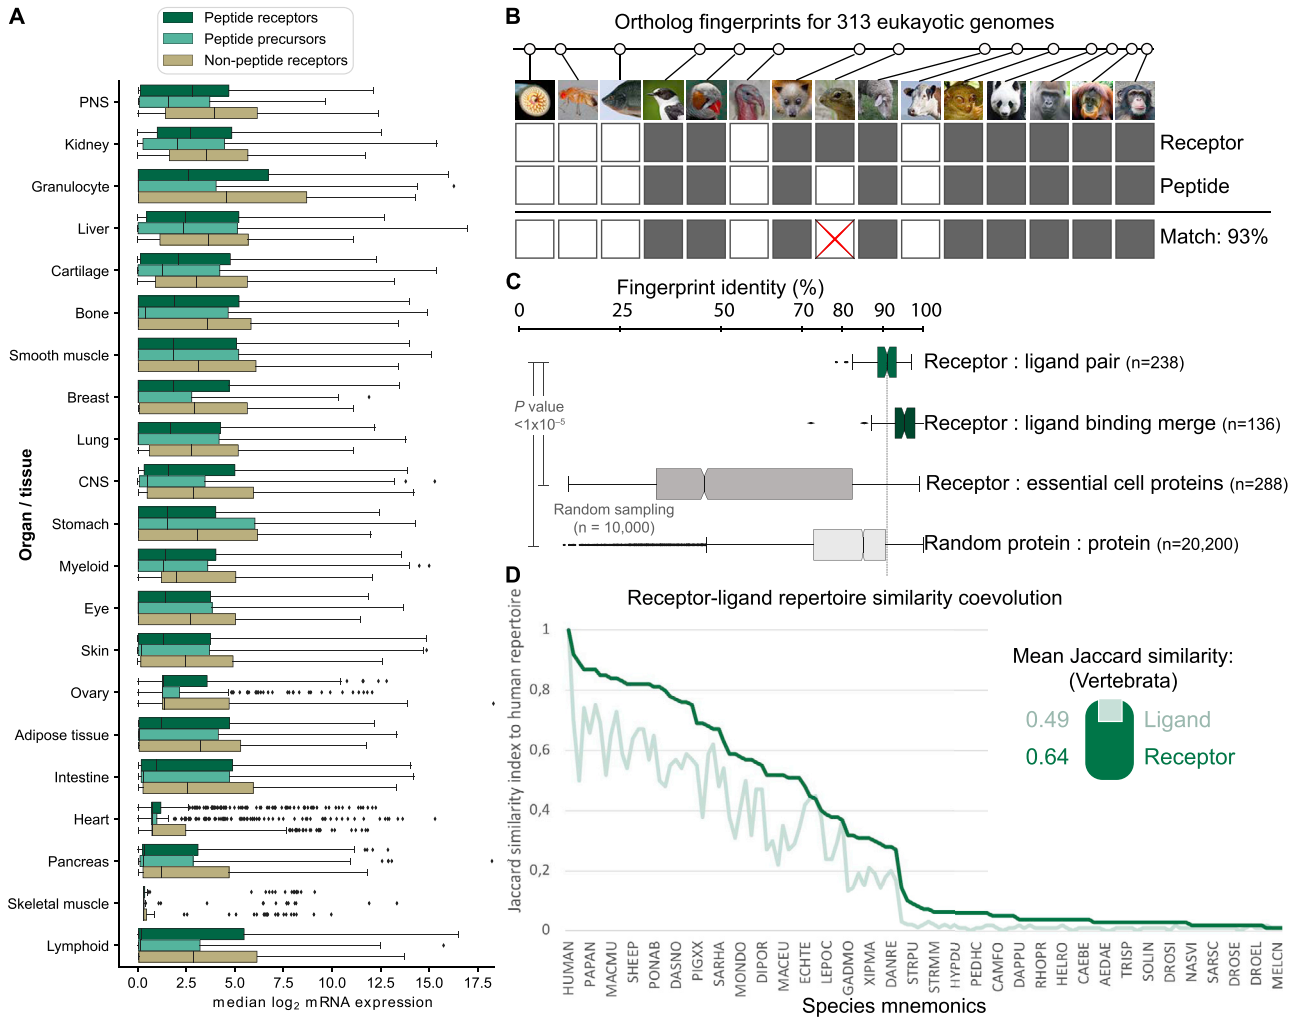 A
Peptide receptors
Peptide precursors
Non-peptide receptors
Organ / tissue
PNS
Kidney
Granulocyte
Liver
Cartilage
Bone
Smooth muscle
Breast
Lung
CNS
Stomach
Myeloid
Eye
Skin
Ovary
Adipose tissue
Intestine
Heart
Pancreas
Skeletal muscle
Lymphoid
0.0 2.5 5.0 7.5 10.0 12.5 15.0 17.5
median log2 mRNA expression
B
Ortholog fingerprints for 313 eukayotic genomes
Receptor
Peptide
Match: 93%
C
Fingerprint identity (%)
0 25 50 70 80 90 100
Receptor : ligand pair (n=238)
P value
<1x10⁻⁵
Receptor : ligand binding merge (n=136)
Receptor : essential cell proteins (n=288)
Random sampling
(n = 10,000)
Random protein : protein (n=20,200)
D
Receptor-ligand repertoire similarity coevolution
Jaccard similarity index to human repertoire
1
0,8
0,6
0,4
0,2
0
Mean Jaccard similarity:
(Vertebrata)
0.49 Ligand
0.64 Receptor
HUMAN PAPAN MACMU SHEEP PONAB DASNO PIGXX SARHA MONDO DIPOR MACEU ECHTE LEPOC GADMO XIPMA DANRE STRPU STRMM HYPDU PEDHC CAMFO DAPPU RHOPR HELRO CAEBE AEDAE TRISP SOLIN DROSI NASVI SARSC DROSE DROEL MELCN
Species mnemonics